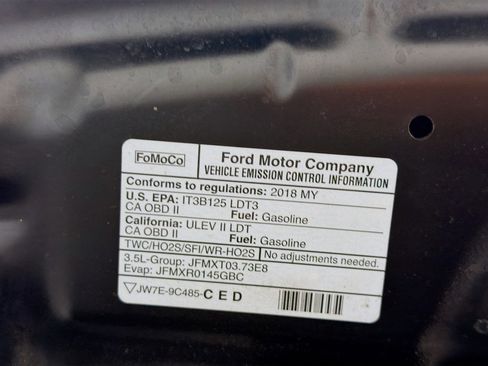 FoMoCo
Ford Motor Company
VEHICLE EMISSION CONTROL INFORMATION
Conforms to regulations: 2018 MY
U.S. EPA: IT3B125 LDT3
CA OBD II Fuel: Gasoline
California: ULEV II LDT
CA OBD II Fuel: Gasoline
TWC/HO2S/SFI/WR-HO2S No adjustments needed.
3.5L-Group: JFMXT03.73E8
Evap: JFMXR0145GBC
JW7E-9C485-C E D